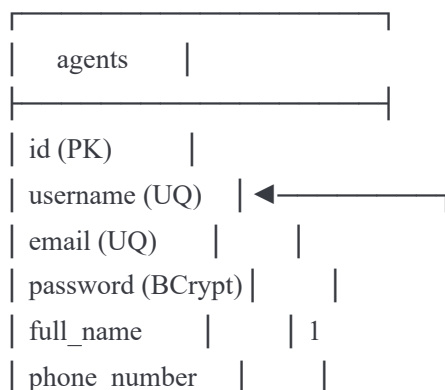 agents
id (PK)
username (UQ)
email (UQ)
password (BCrypt)
full_name 1
phone_number